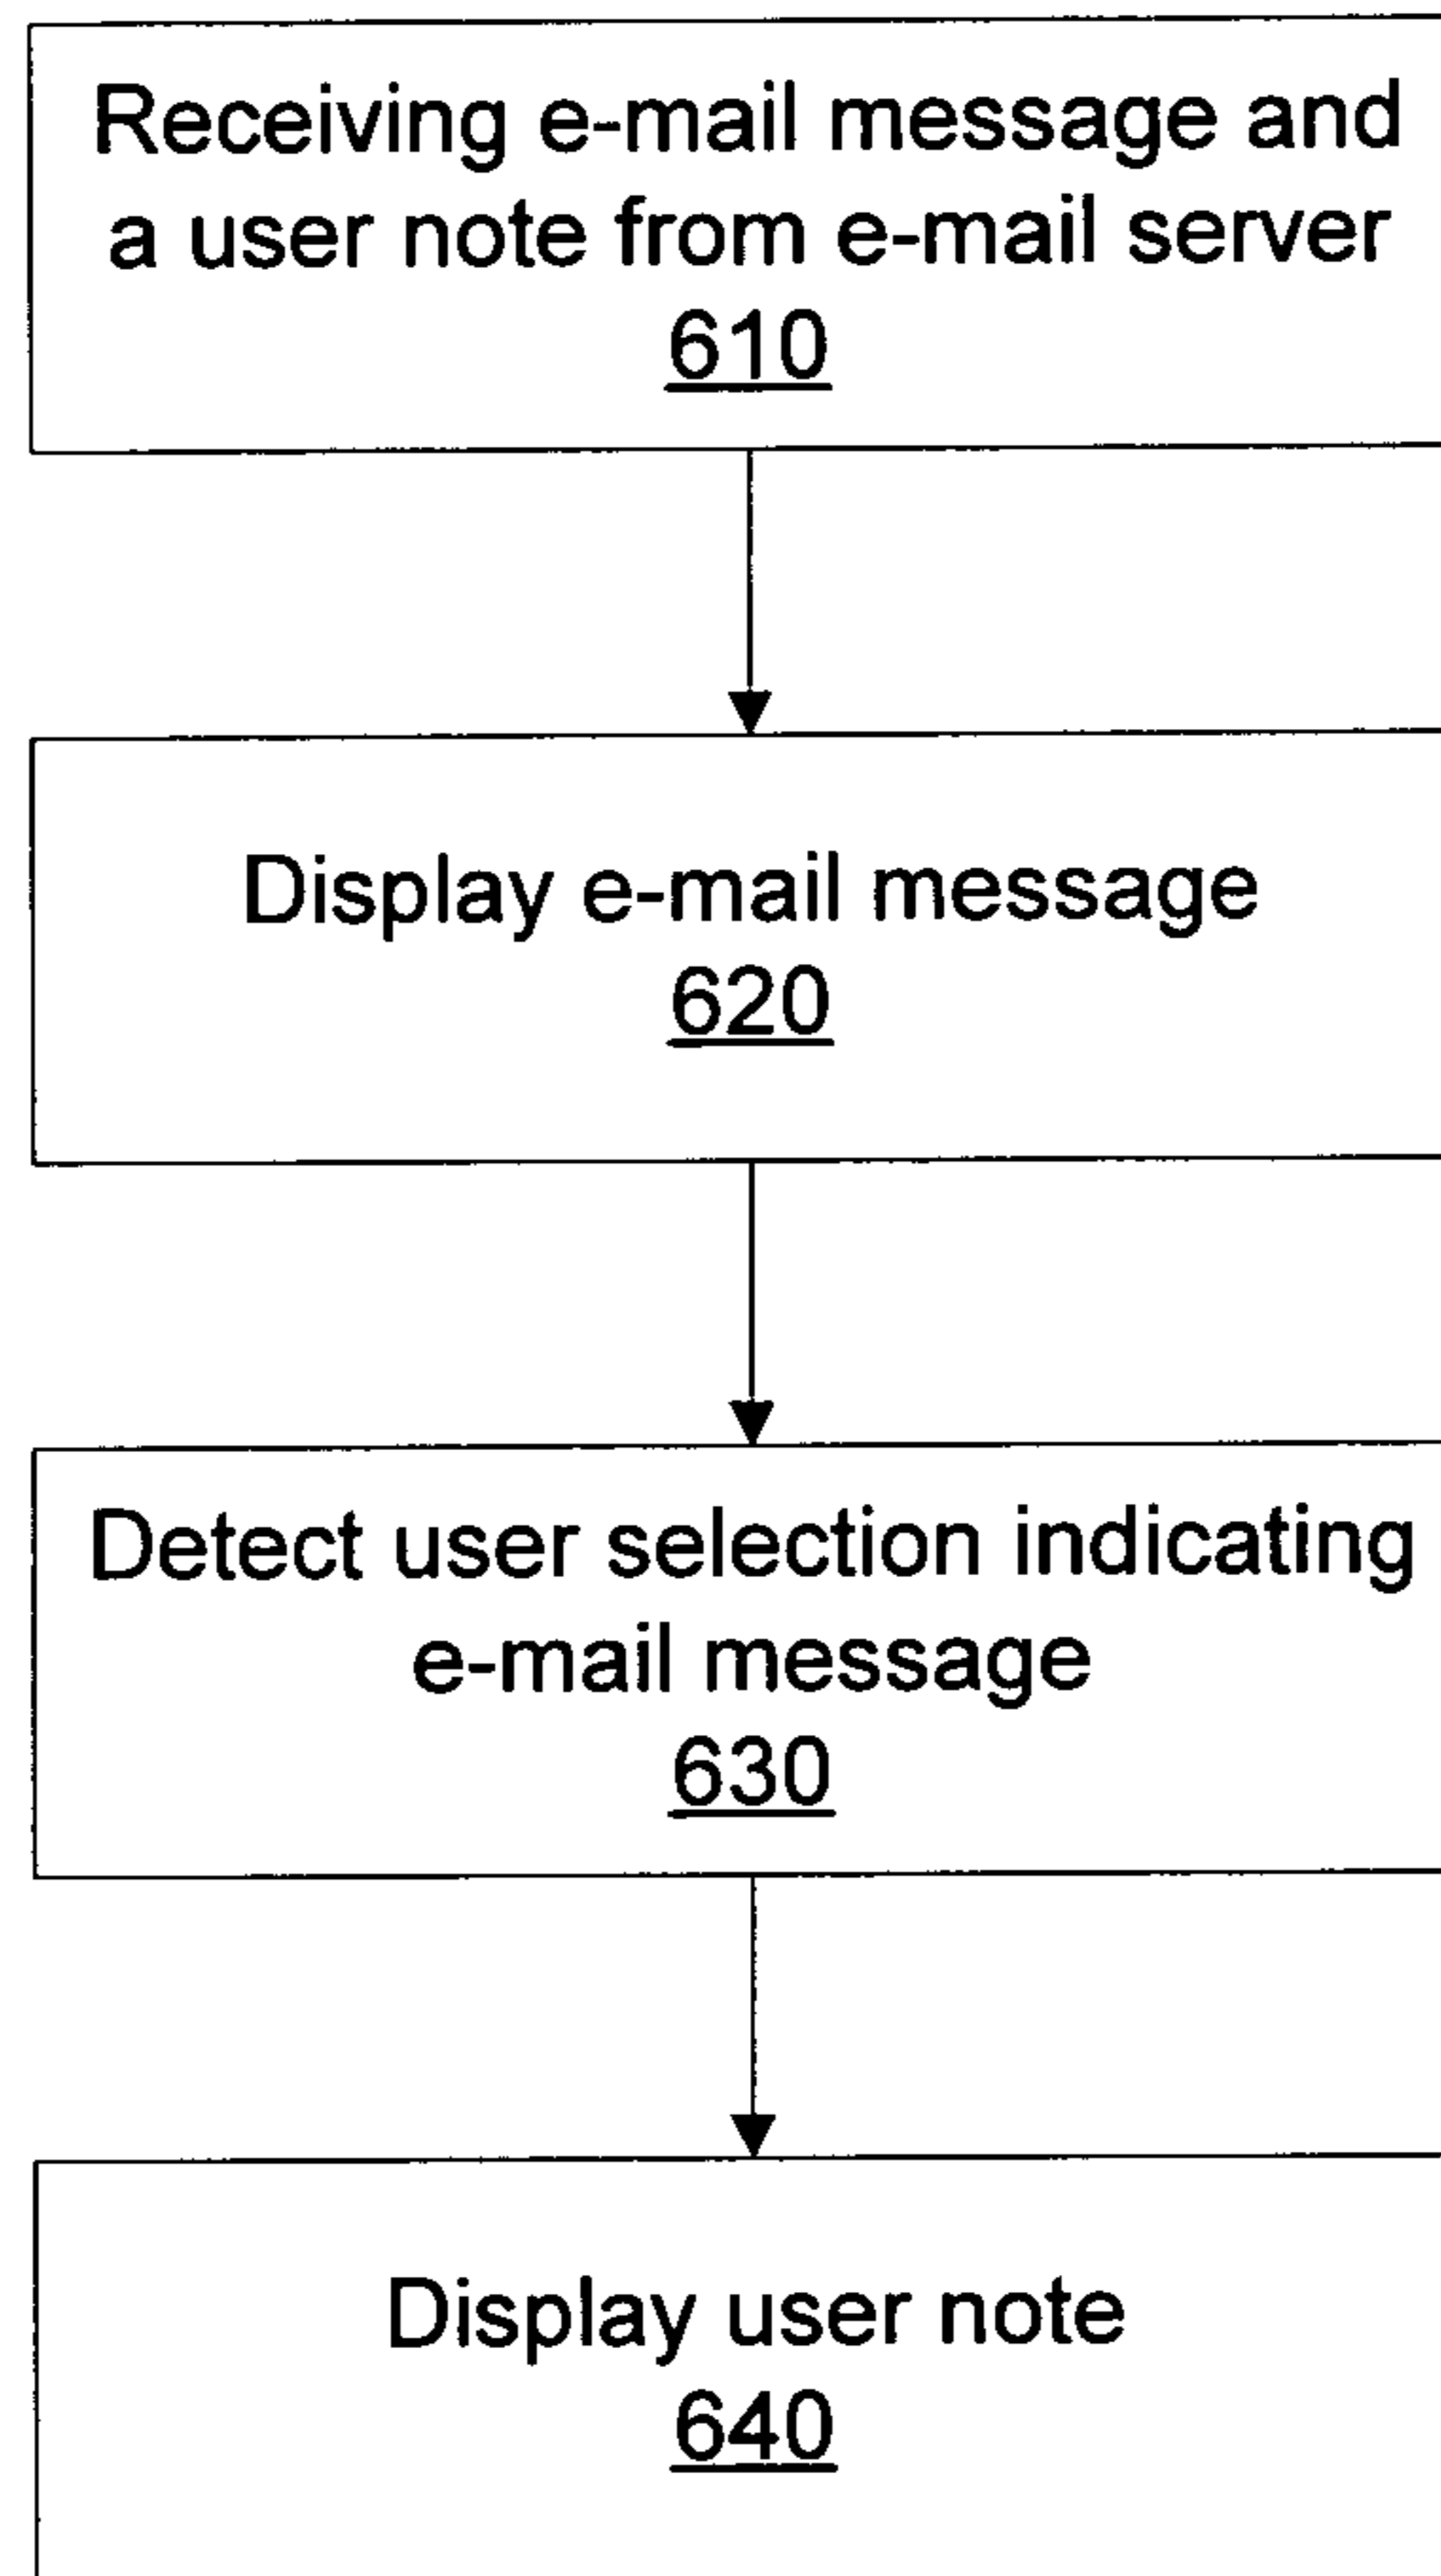 Receiving e-mail message and
a user note from e-mail server
610
Display e-mail message
620
Detect user selection indicating
e-mail message
630
Display user note
640